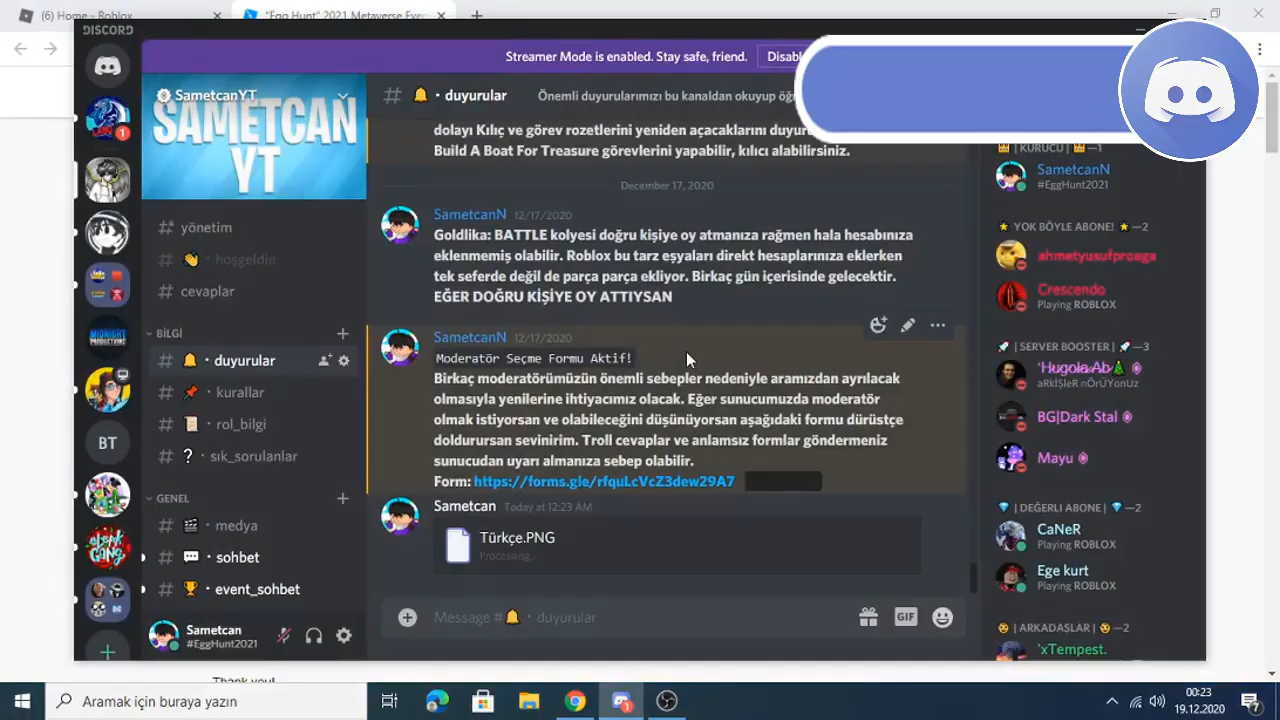 (6) Home - Roblox
"Egg Hunt" 2021 Metaverse Eve
DISCORD
Streamer Mode is enabled. Stay safe, friend.
Disabl
SametcanYT
SAMETCAN
YT
duyurular
Önemli duyurularımızı bu kanaldan okuyup öğ
dolayı Kılıç ve görev rozetlerini yeniden açacaklarını duyuru
Build A Boat For Treasure görevlerini yapabilir, kılıcı alabilirsiniz.
December 17, 2020
SametcanN 12/17/2020
Goldlika: BATTLE kolyesi doğru kişiye oy atmanıza rağmen hala hesabınıza
eklenmemiş olabilir. Roblox bu tarz eşyaları direkt hesaplarınıza eklerken
tek seferde değil de parça parça ekliyor. Birkaç gün içerisinde gelecektir.
EĞER DOĞRU KİŞİYE OY ATTIYSAN
SametcanN 12/17/2020
Moderatör Seçme Formu Aktif!
Birkaç moderatörümüzün önemli sebepler nedeniyle aramızdan ayrılacak
olmasıyla yenilerine ihtiyacımız olacak. Eğer sunucumuzda moderatör
olmak istiyorsan ve olabileceğini düşünüyorsan aşağıdaki formu dürüstçe
doldurursan sevinirim. Troll cevaplar ve anlamsız formlar göndermeniz
sunucudan uyarı almanıza sebep olabilir.
Form: https://forms.gle/rfquLcVcZ3dew29A7
Sametcan Today at 12:23 AM
Türkçe.PNG
Processing...
Message # duyurular
GIF
yönetim
hoşgeldin
cevaplar
BİLGİ
duyurular
kurallar
rol_bilgi
sık_sorulanlar
GENEL
medya
sohbet
event_sohbet
Sametcan
#EggHunt2021
BT
| KURUCU | —1
SametcanN
#EggHunt2021
YOK BÖYLE ABONE! —2
ahmetyusufproaga
Crescendo
Playing ROBLOX
| SERVER BOOSTER | —3
'Hugola Ab
aRkIŞleR nÖrÜYonUz
BG|Dark Stal
Mayu
| DEĞERLI ABONE | —2
CaNeR
Playing ROBLOX
Ege kurt
Playing ROBLOX
| ARKADAŞLAR | —2
'xTempest.
Thank you!
Aramak için buraya yazın
00:23
19.12.2020